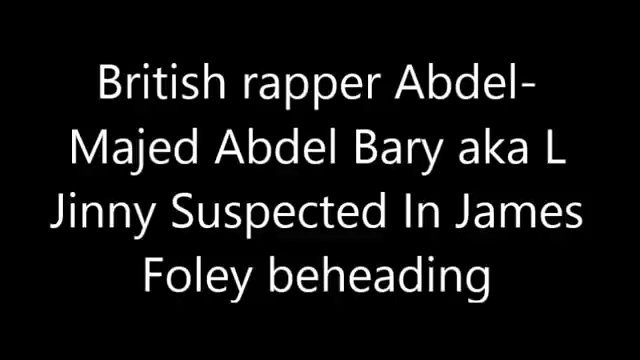 British rapper Abdel-
Majed Abdel Bary aka L
Jinny Suspected In James
Foley beheading